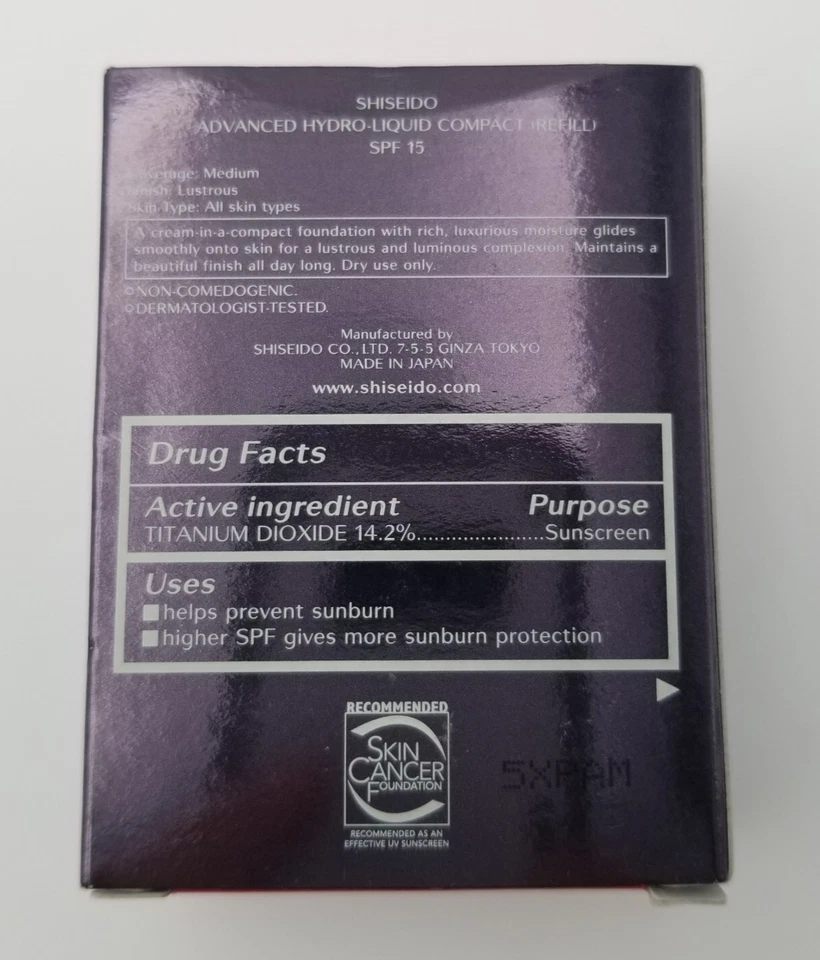 SHISEIDO
ADVANCED HYDRO-LIQUID COMPACT (REFILL)
SPF 15
Coverage: Medium
Finish: Lustrous
Skin Type: All skin types
A cream-in-a-compact foundation with rich, luxurious moisture glides
smoothly onto skin for a lustrous and luminous complexion. Maintains a
beautiful finish all day long. Dry use only.
NON-COMEDOGENIC.
DERMATOLOGIST-TESTED.
Manufactured by
SHISEIDO CO., LTD. 7-5-5 GINZA TOKYO
MADE IN JAPAN
www.shiseido.com
Drug Facts
Active ingredient Purpose
TITANIUM DIOXIDE 14.2%......................Sunscreen
Uses
■ helps prevent sunburn
■ higher SPF gives more sunburn protection
RECOMMENDED
SKIN
CANCER
FOUNDATION
RECOMMENDED AS AN
EFFECTIVE UV SUNSCREEN
5XPAM